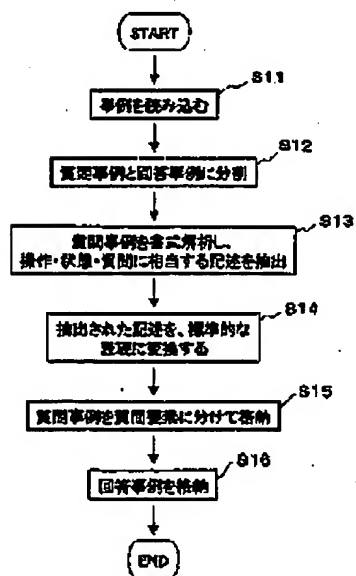 START
S11
事例を読み込む
S12
質問事例と回答事例に分割
S13
質問事例を書式解析し、
操作・状態・質問に相当する記述を抽出
S14
抽出された記述を、標準的な
表現に変換する
S15
質問事例を質問要素に分けて格納
S16
回答事例を格納
END